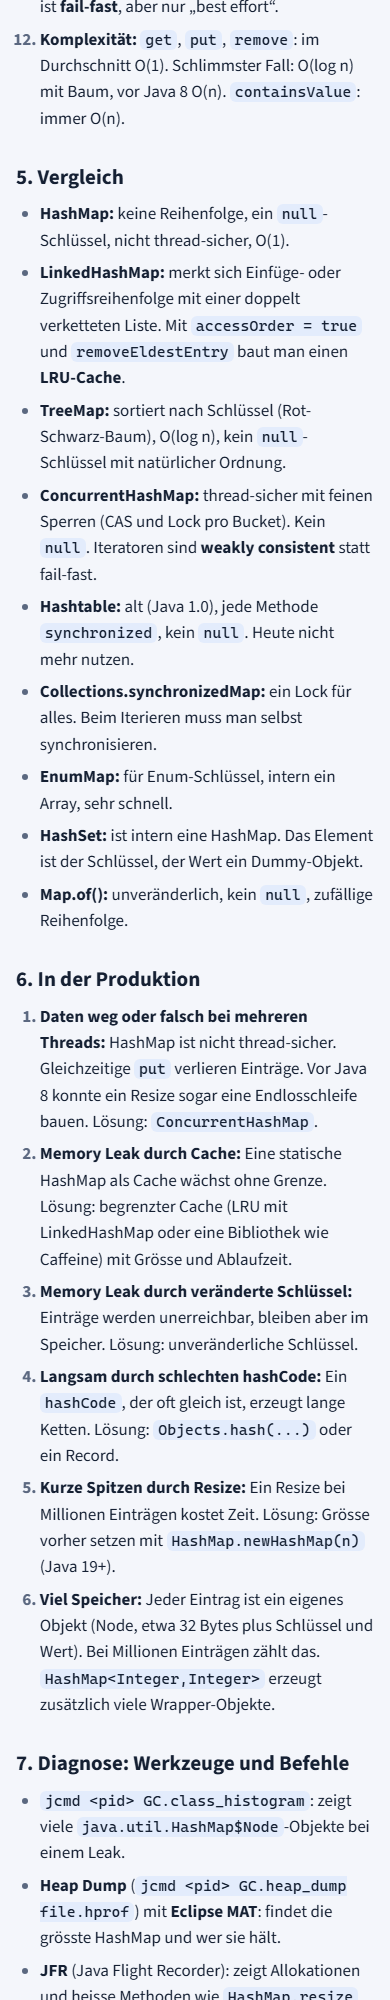 ist fail-fast, aber nur „best effort“.
12. Komplexität: get, put, remove: im
Durchschnitt O(1). Schlimmster Fall: O(log n)
mit Baum, vor Java 8 O(n). containsValue:
immer O(n).
5. Vergleich
• HashMap: keine Reihenfolge, ein null-
Schlüssel, nicht thread-sicher, O(1).
• LinkedHashMap: merkt sich Einfüge- oder
Zugriffsreihenfolge mit einer doppelt
verketteten Liste. Mit accessOrder = true
und removeEldestEntry baut man einen
LRU-Cache.
• TreeMap: sortiert nach Schlüssel (Rot-
Schwarz-Baum), O(log n), kein null-
Schlüssel mit natürlicher Ordnung.
• ConcurrentHashMap: thread-sicher mit feinen
Sperren (CAS und Lock pro Bucket). Kein
null. Iteratoren sind weakly consistent statt
fail-fast.
• Hashtable: alt (Java 1.0), jede Methode
synchronized, kein null. Heute nicht
mehr nutzen.
• Collections.synchronizedMap: ein Lock für
alles. Beim Iterieren muss man selbst
synchronisieren.
• EnumMap: für Enum-Schlüssel, intern ein
Array, sehr schnell.
• HashSet: ist intern eine HashMap. Das Element
ist der Schlüssel, der Wert ein Dummy-Objekt.
• Map.of(): unveränderlich, kein null, zufällige
Reihenfolge.
6. In der Produktion
1. Daten weg oder falsch bei mehreren
Threads: HashMap ist nicht thread-sicher.
Gleichzeitige put verlieren Einträge. Vor Java
8 konnte ein Resize sogar eine Endlosschleife
bauen. Lösung: ConcurrentHashMap.
2. Memory Leak durch Cache: Eine statische
HashMap als Cache wächst ohne Grenze.
Lösung: begrenzter Cache (LRU mit
LinkedHashMap oder eine Bibliothek wie
Caffeine) mit Grösse und Ablaufzeit.
3. Memory Leak durch veränderte Schlüssel:
Einträge werden unerreichbar, bleiben aber im
Speicher. Lösung: unveränderliche Schlüssel.
4. Langsam durch schlechten hashCode: Ein
hashCode, der oft gleich ist, erzeugt lange
Ketten. Lösung: Objects.hash(...) oder
ein Record.
5. Kurze Spitzen durch Resize: Ein Resize bei
Millionen Einträgen kostet Zeit. Lösung: Grösse
vorher setzen mit HashMap.newHashMap(n)
(Java 19+).
6. Viel Speicher: Jeder Eintrag ist ein eigenes
Objekt (Node, etwa 32 Bytes plus Schlüssel und
Wert). Bei Millionen Einträgen zählt das.
HashMap<Integer,Integer> erzeugt
zusätzlich viele Wrapper-Objekte.
7. Diagnose: Werkzeuge und Befehle
• jcmd <pid> GC.class_histogram: zeigt
viele java.util.HashMap$Node-Objekte bei
einem Leak.
• Heap Dump (jcmd <pid> GC.heap_dump
file.hprof) mit Eclipse MAT: findet die
grösste HashMap und wer sie hält.
• JFR (Java Flight Recorder): zeigt Allokationen
und heisse Methoden wie HashMap.resize